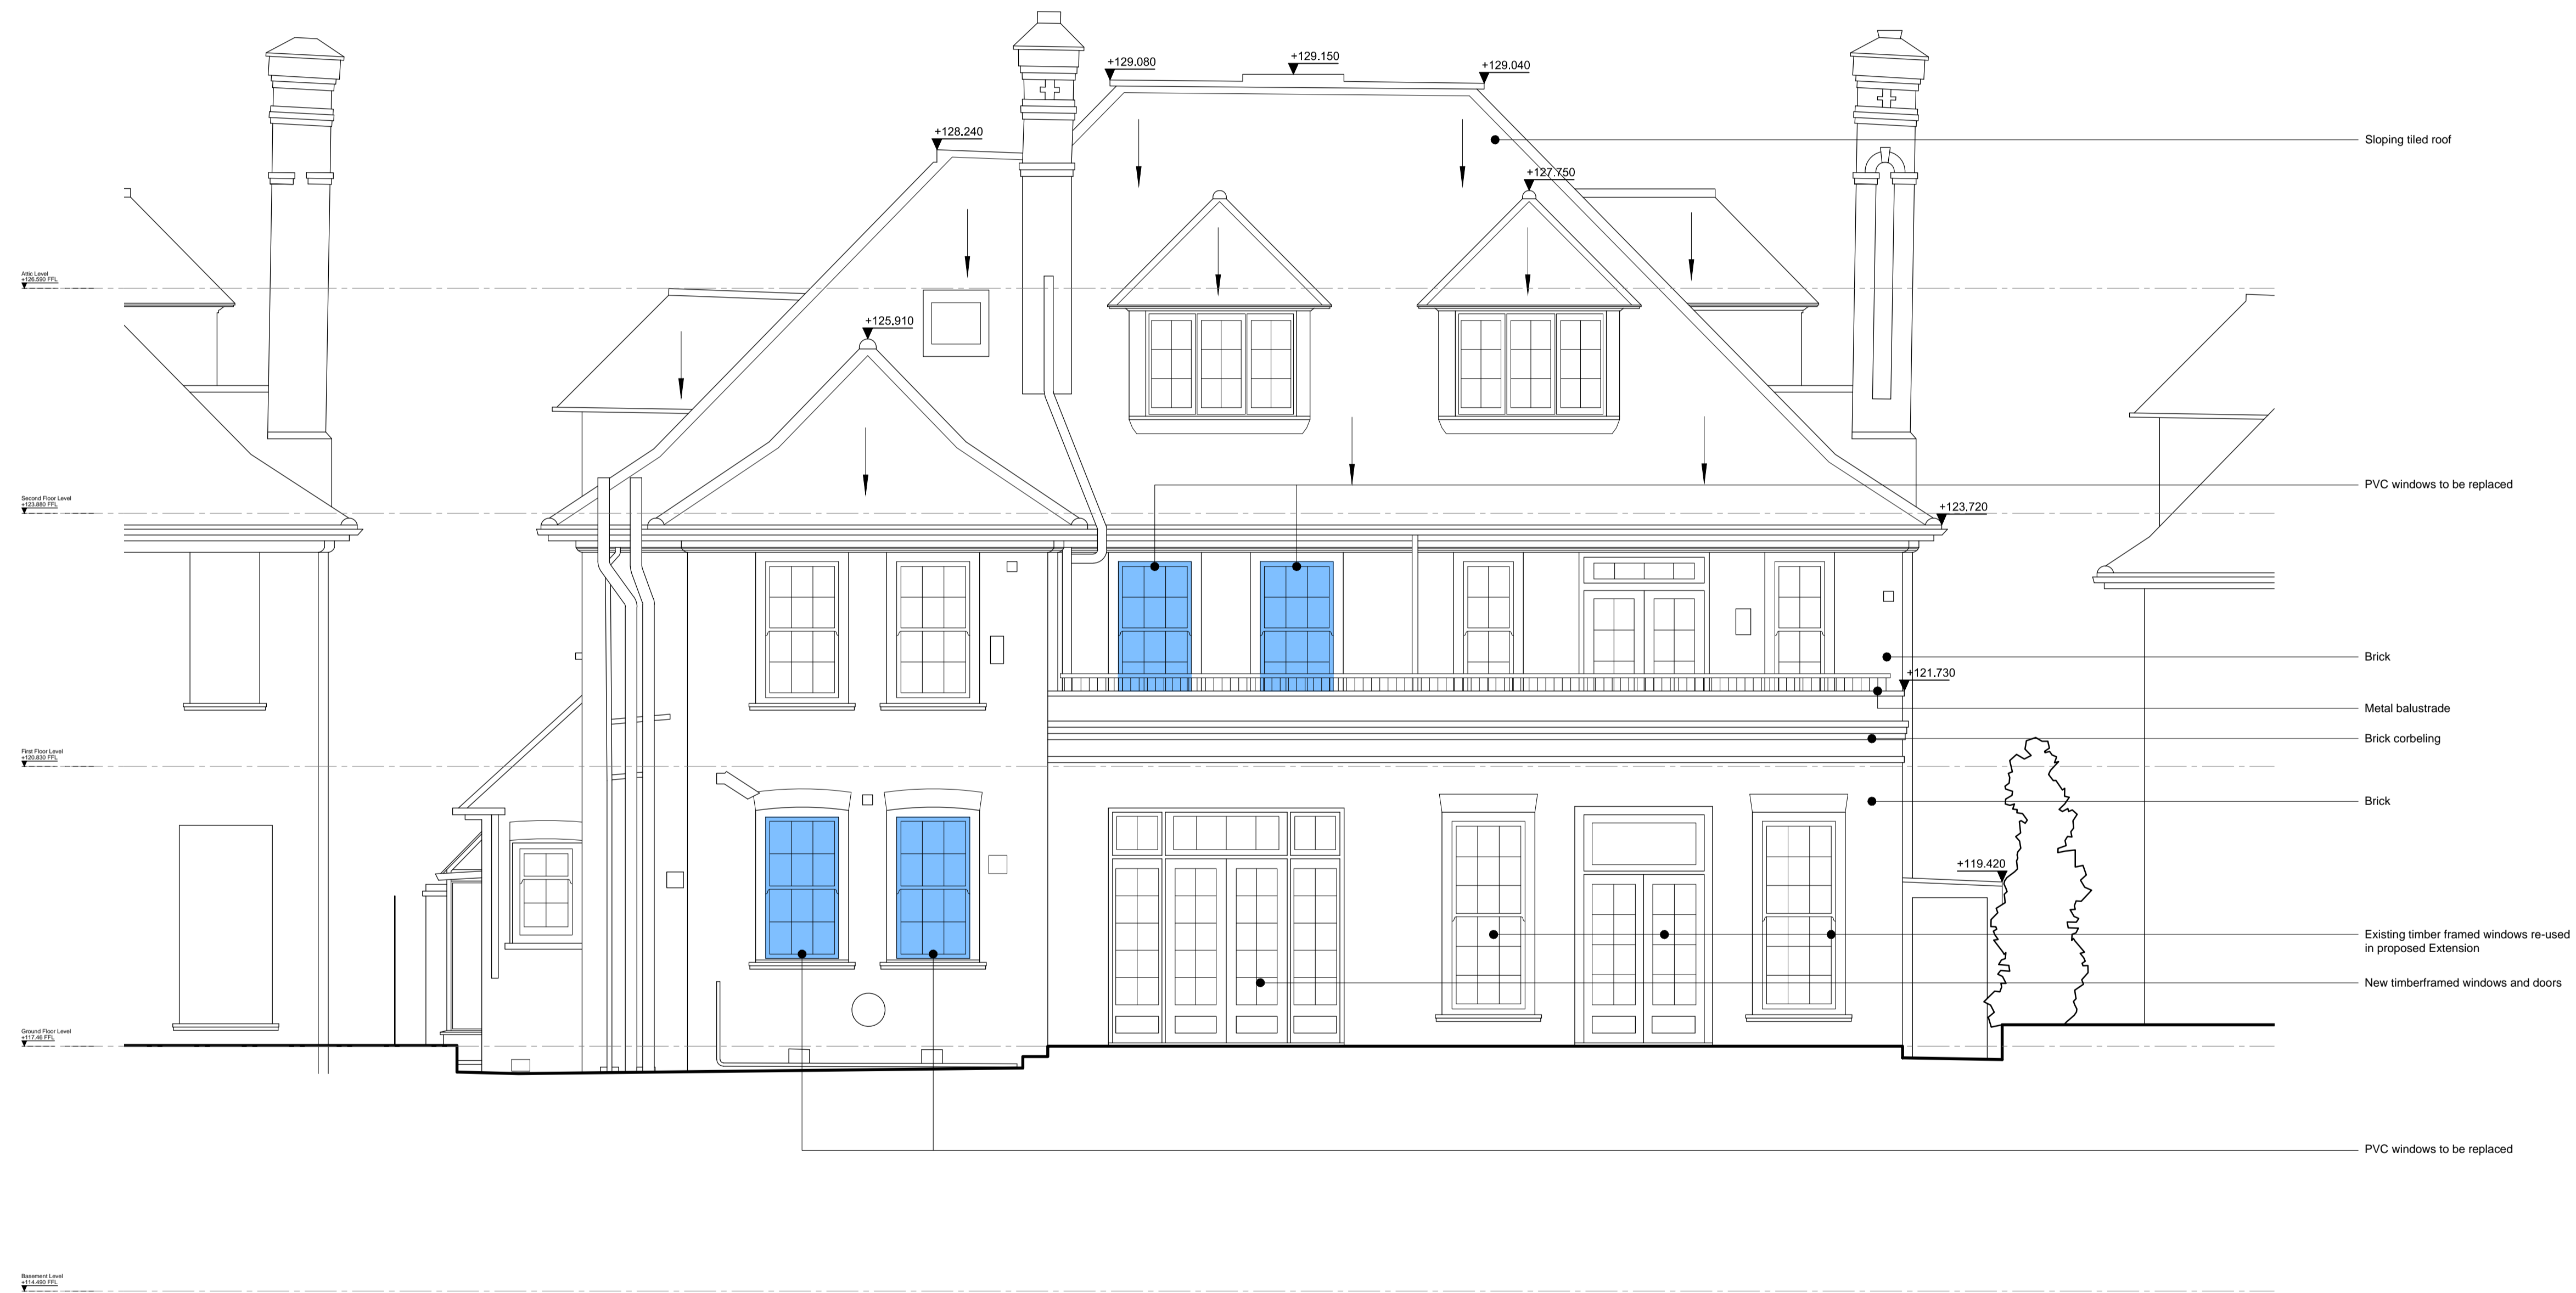 +129.080
+129.150
+129.040
+128.240
Sloping tiled roof
+127.750
Attic Level
+126.590 FFL
+125.910
PVC windows to be replaced
Second Floor Level
+123.880 FFL
+123.720
Brick
+121.730
Metal balustrade
Brick corbeling
First Floor Level
+120.830 FFL
Brick
+119.420
Existing timber framed windows re-used
in proposed Extension
New timberframed windows and doors
Ground Floor Level
+117.46 FFL
PVC windows to be replaced
Basement Level
+114.490 FFL